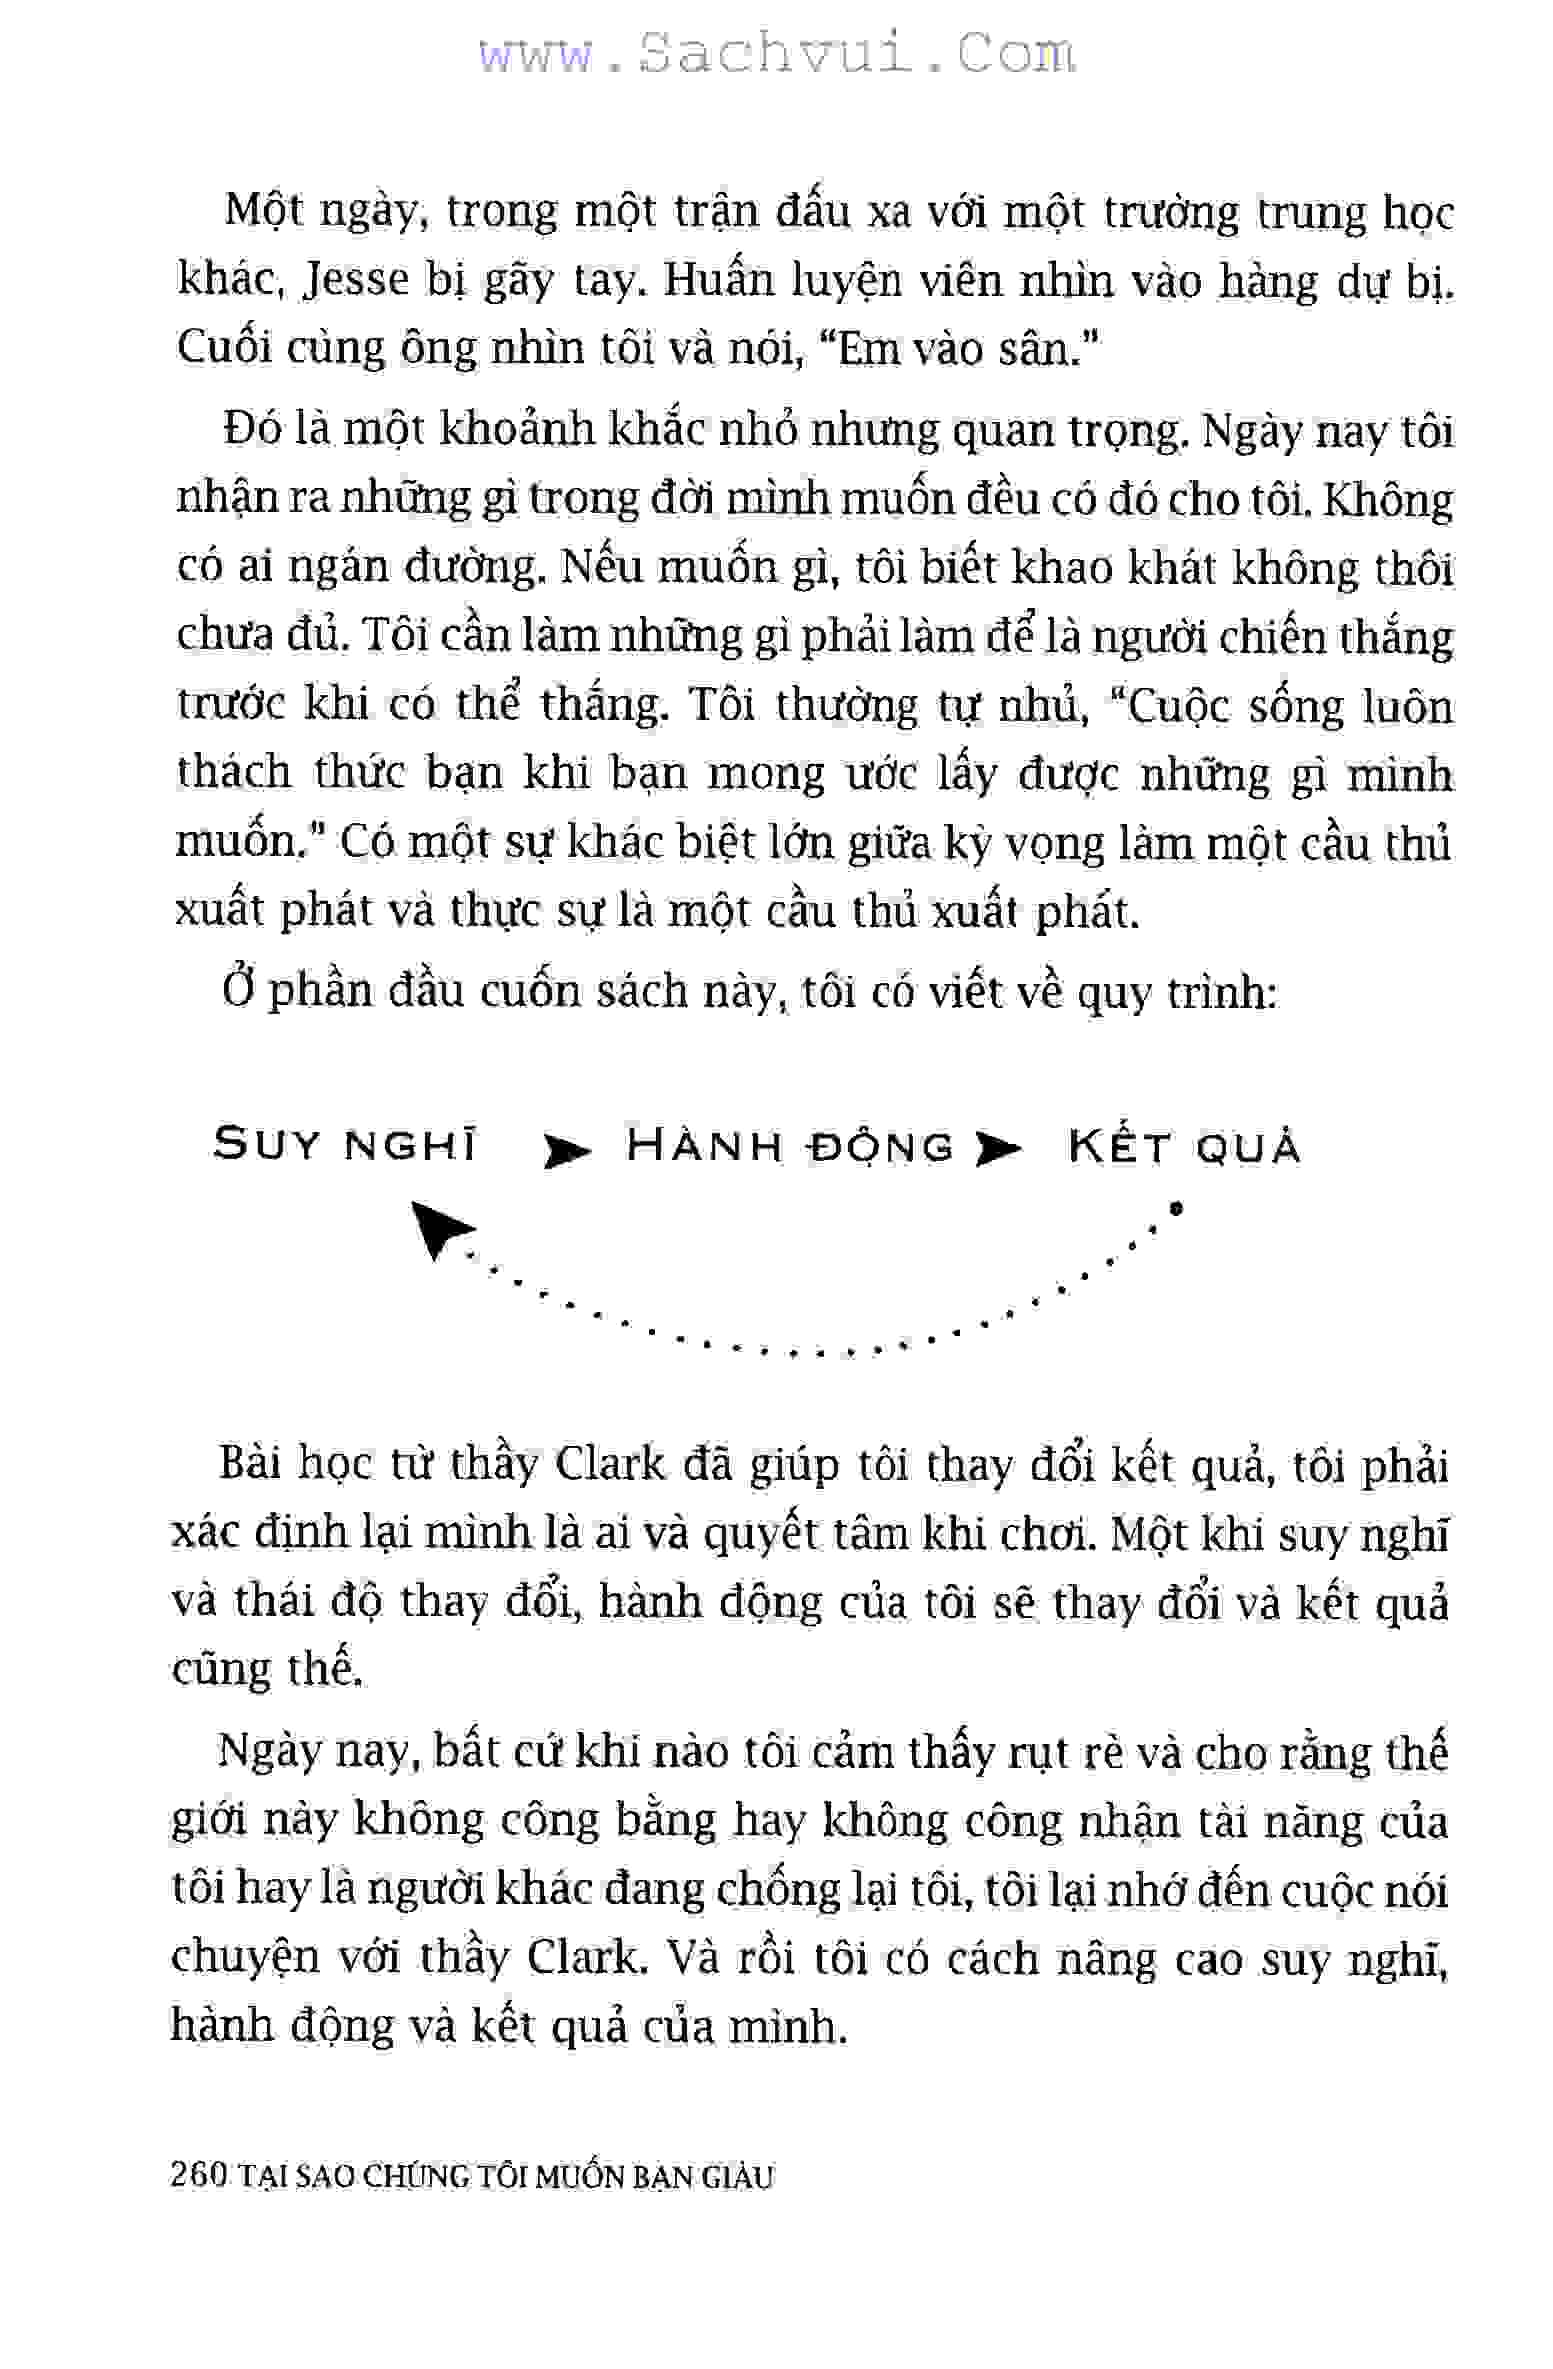 www.Sachvui.Com
Một ngày, trong một trận đấu xa với một trường trung học
khác, Jesse bị gãy tay. Huấn luyện viên nhìn vào hàng dự bị.
Cuối cùng ông nhìn tôi và nói, “Em vào sân.”
Đó là một khoảnh khắc nhỏ nhưng quan trọng. Ngày nay tôi
nhận ra những gì trong đời mình muốn đều có đó cho tôi. Không
có ai ngán đường. Nếu muốn gì, tôi biết khao khát không thôi
chưa đủ. Tôi cần làm những gì phải làm để là người chiến thắng
trước khi có thể thắng. Tôi thường tự nhủ, “Cuộc sống luôn
thách thức bạn khi bạn mong ước lấy được những gì mình
muốn.” Có một sự khác biệt lớn giữa kỳ vọng làm một cầu thủ
xuất phát và thực sự là một cầu thủ xuất phát.
Ở phần đầu cuốn sách này, tôi có viết về quy trình:
SUY NGHĨ ➤ HÀNH ĐỘNG ➤ KẾT QUẢ
Bài học từ thầy Clark đã giúp tôi thay đổi kết quả, tôi phải
xác định lại mình là ai và quyết tâm khi chơi. Một khi suy nghĩ
và thái độ thay đổi, hành động của tôi sẽ thay đổi và kết quả
cũng thế.
Ngày nay, bất cứ khi nào tôi cảm thấy rụt rè và cho rằng thế
giới này không công bằng hay không công nhận tài năng của
tôi hay là người khác đang chống lại tôi, tôi lại nhớ đến cuộc nói
chuyện với thầy Clark. Và rồi tôi có cách nâng cao suy nghĩ,
hành động và kết quả của mình.
260 TẠI SAO CHÚNG TÔI MUỐN BẠN GIÀU